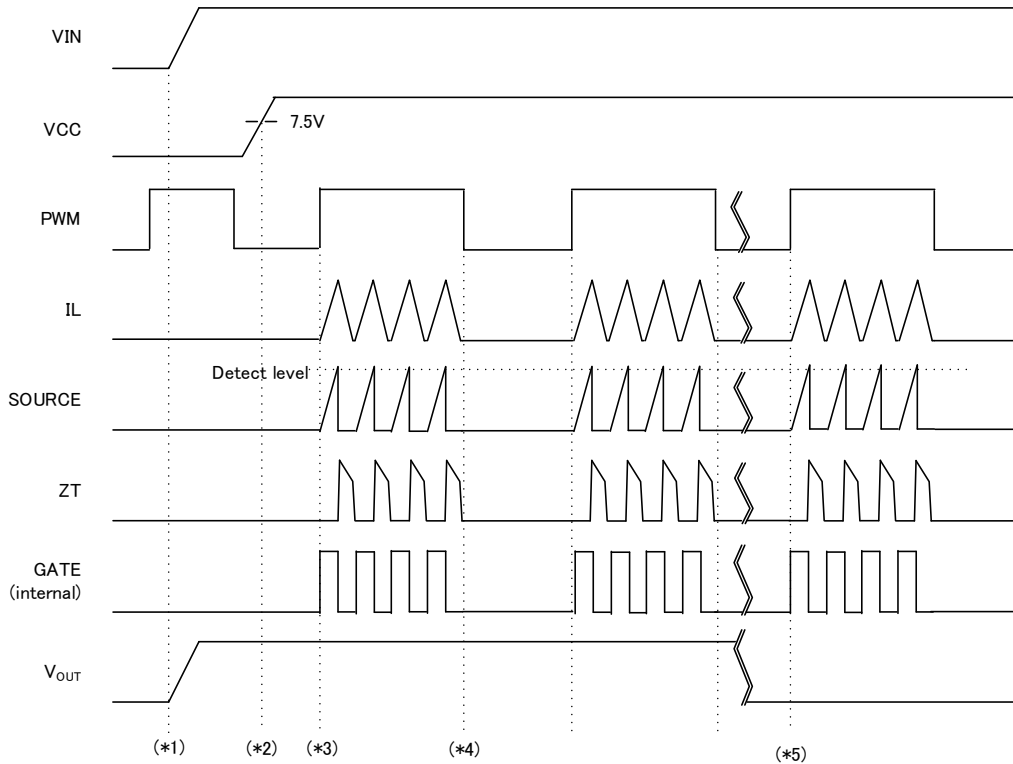 VIN
VCC
7.5V
PWM
IL
Detect level
SOURCE
ZT
GATE
(internal)
VOUT
(*1)
(*2)
(*3)
(*4)
(*5)